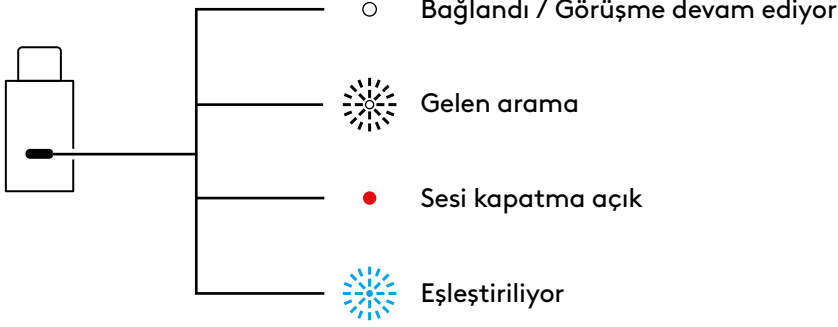 Bağlandı / Görüşme devam ediyor
Gelen arama
Sesi kapatma açık
Eşleştiriliyor